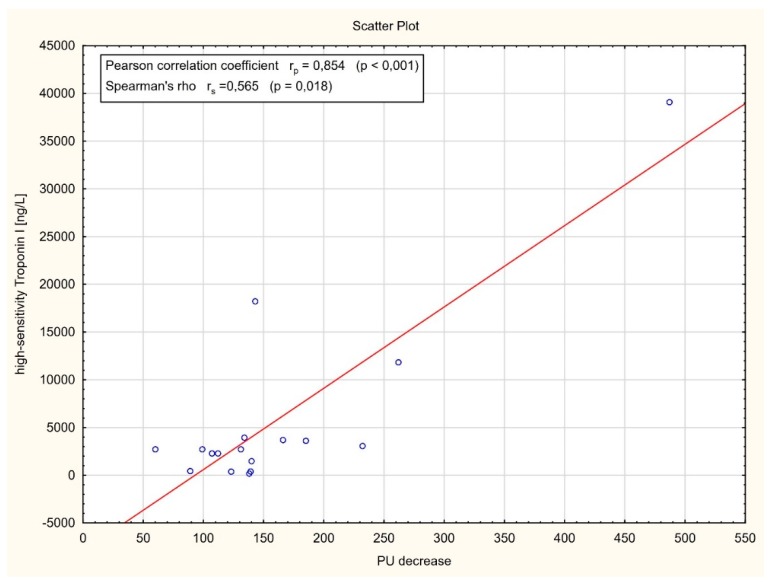 Scatter Plot
Pearson correlation coefficient rp = 0,854 (p < 0,001)
Spearman's rho rs =0,565 (p = 0,018)
high-sensitivity Troponin I [ng/L]
45000
40000
35000
30000
25000
20000
15000
10000
5000
0
-5000
0 50 100 150 200 250 300 350 400 450 500 550
PU decrease